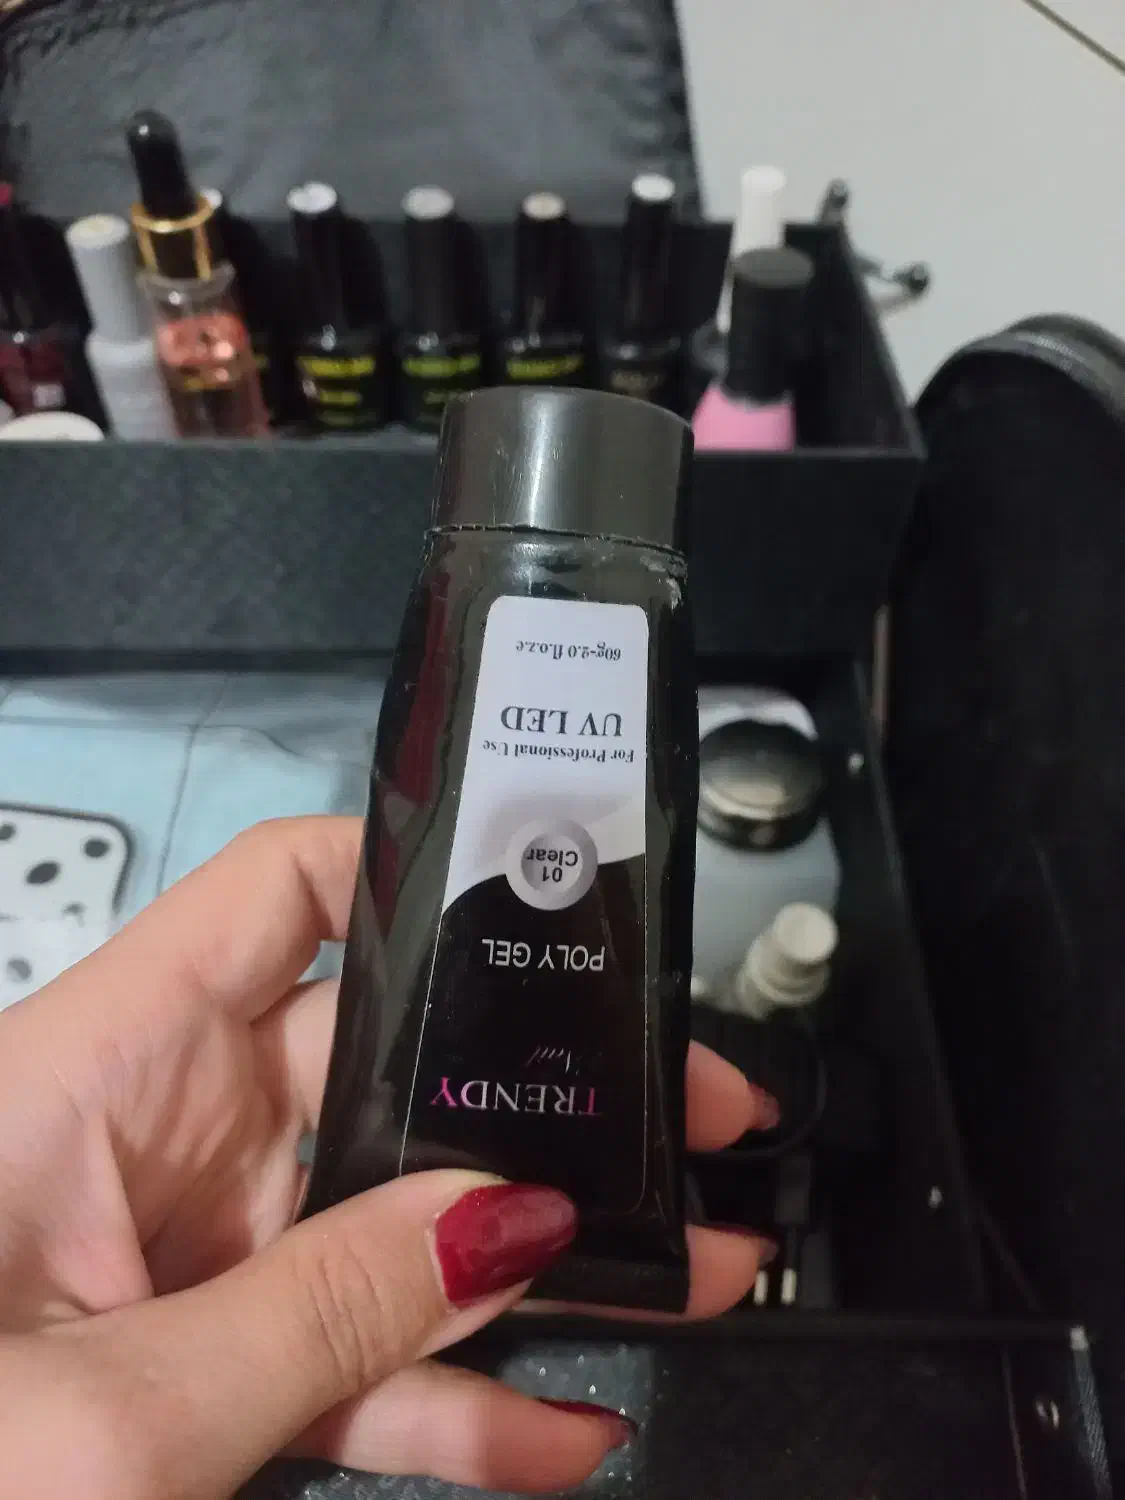 TRENDY
Nail
POLY GEL
01
Clear
For Professional Use
UV LED
60g-2.0 fl.o.z.e